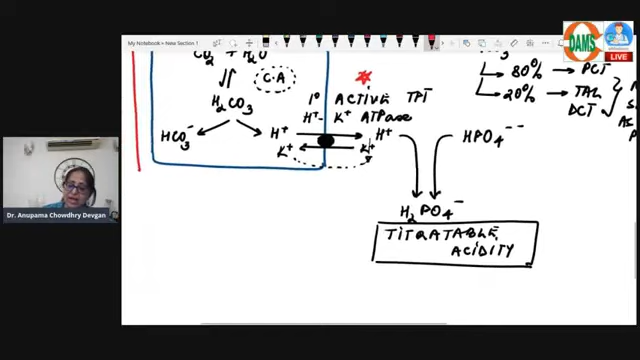 My Notebook > New Section 1
DAMS
CO2 + H2O
C.A
H2CO3
HCO3-
H+
K+
1° ACTIVE TPT
H+- K+ ATPase
H+
K+
HPO4--
H2PO4-
TITRATABLE
ACIDITY
80% → PCT
20% → TAL
DCT
Dr. Anupama Chowdhry Devgan